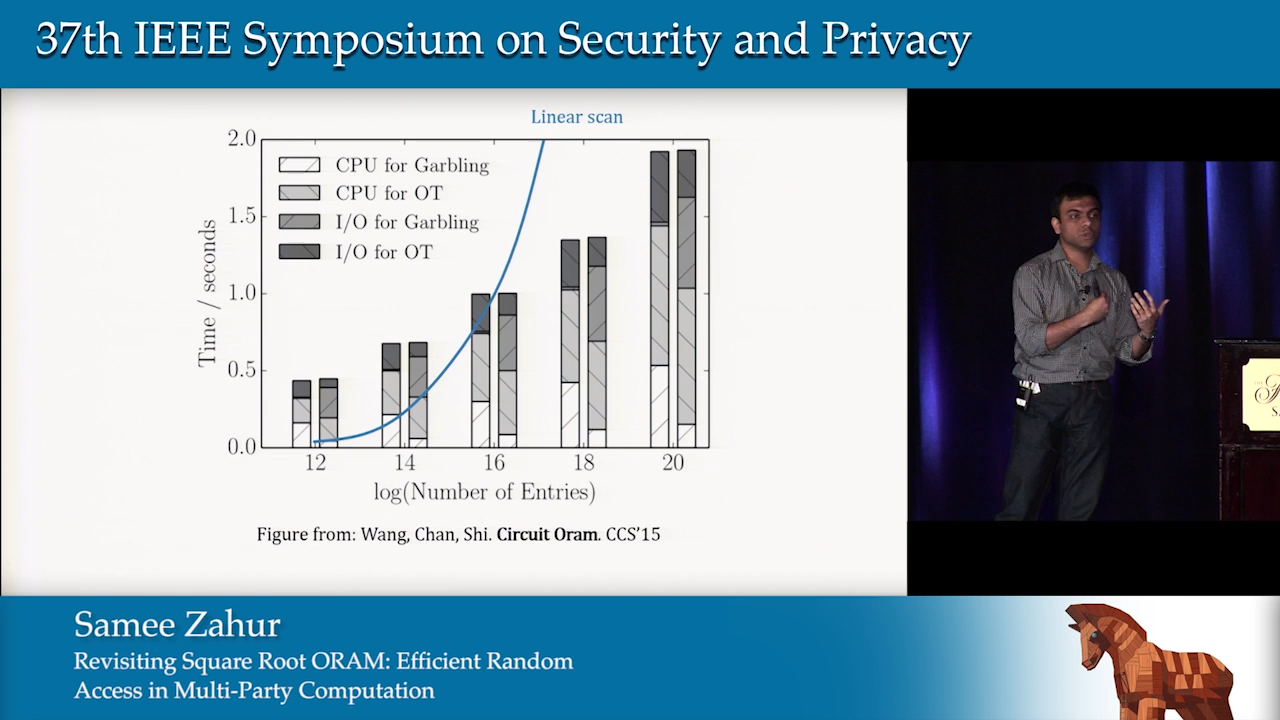 37th IEEE Symposium on Security and Privacy
Linear scan
2.0
1.5
1.0
0.5
0.0
Time / seconds
CPU for Garbling
CPU for OT
I/O for Garbling
I/O for OT
12 14 16 18 20
log(Number of Entries)
Figure from: Wang, Chan, Shi. Circuit Oram. CCS'15
Samee Zahur
Revisiting Square Root ORAM: Efficient Random
Access in Multi-Party Computation